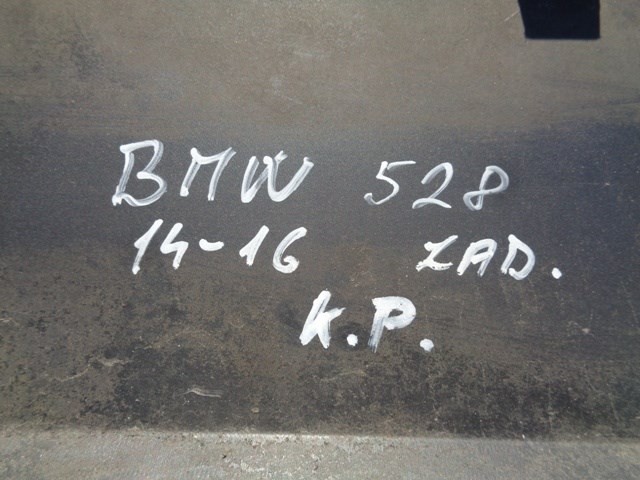 BMW 528
14-16 ZAD.
K.P.